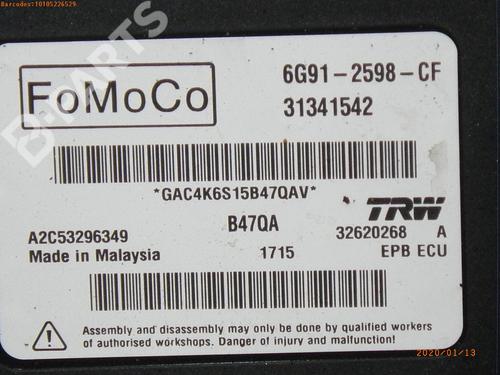 Barcodes:10105226529
B-PARTS
FoMoCo
6G91-2598-CF
31341542
*GAC4K6S15B47QAV*
B47QA
TRW
A2C53296349
32620268 A
Made in Malaysia
1715
EPB ECU
Assembly and disassembly may only be done by qualified workers
of authorised workshops. Danger of injury and malfunction!
2020/01/13